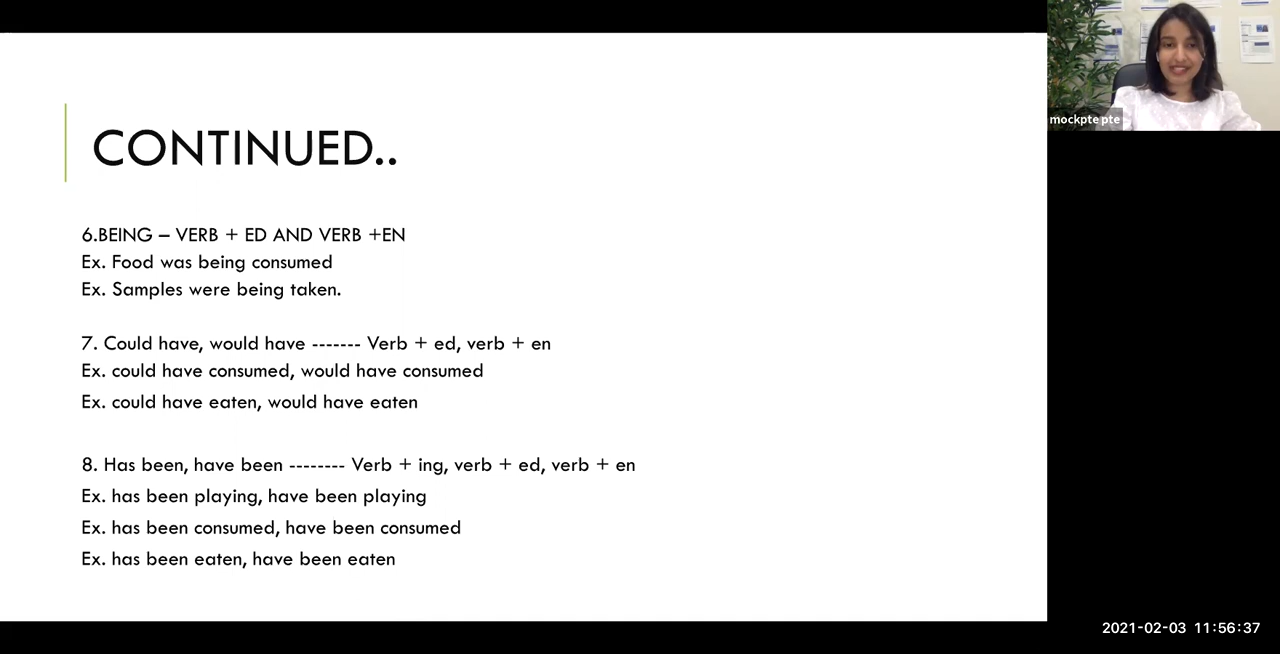 CONTINUED..
6.BEING – VERB + ED AND VERB +EN
Ex. Food was being consumed
Ex. Samples were being taken.
7. Could have, would have ------- Verb + ed, verb + en
Ex. could have consumed, would have consumed
Ex. could have eaten, would have eaten
8. Has been, have been -------- Verb + ing, verb + ed, verb + en
Ex. has been playing, have been playing
Ex. has been consumed, have been consumed
Ex. has been eaten, have been eaten
mockpte pte
2021-02-03 11:56:37